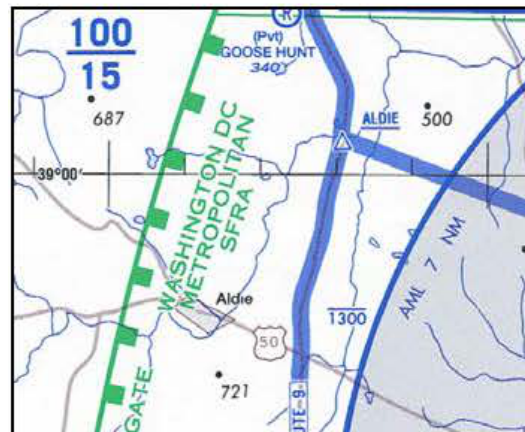 100
15
R
(Pvt)
GOOSE HUNT
340
687
ALDIE
500
39°00'
WASHINGTON DC
METROPOLITAN
SFRA
AML 7 NM
Aldie
1300
50
721
GATE
UTE 9